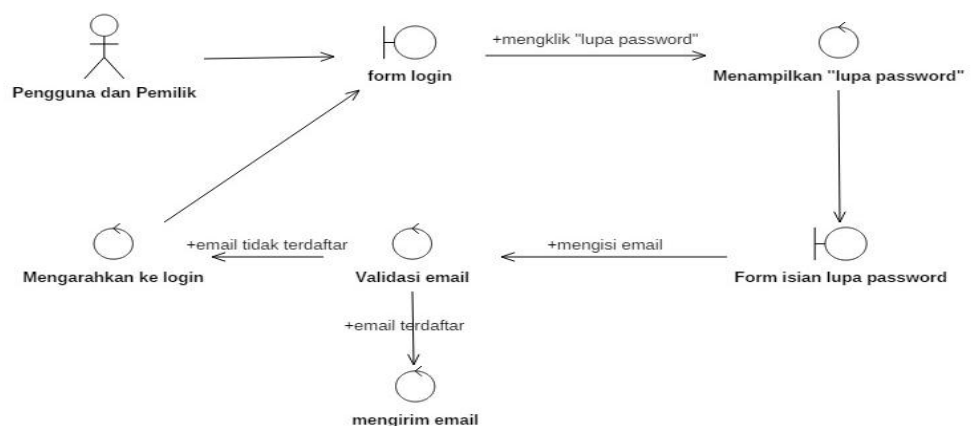 +mengklik "lupa password"
form login
Menampilkan "lupa password"
Pengguna dan Pemilik
+email tidak terdaftar
+mengisi email
Mengarahkan ke login
Validasi email
Form isian lupa password
+email terdaftar
mengirim email